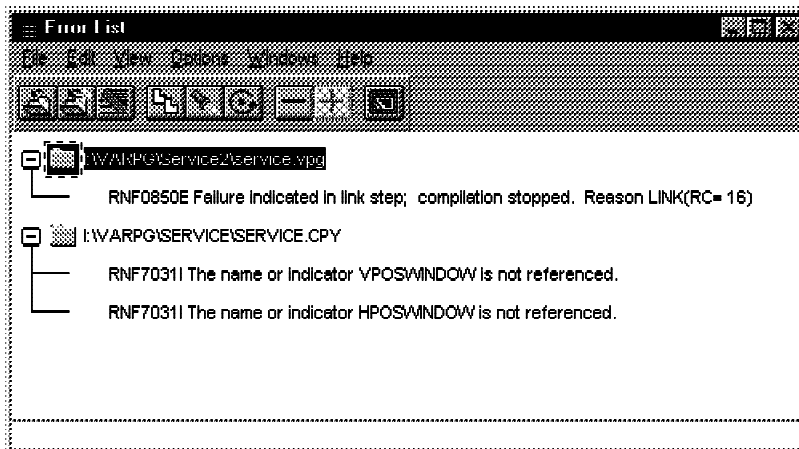 Error List
File Edit View Options Windows Help
I:\VARPG\Service2\service.vpg
RNF0850E Failure indicated in link step; compilation stopped. Reason LINK(RC= 16)
I:\VARPG\SERVICE\SERVICE.CPY
RNF7031I The name or indicator VPOSWINDOW is not referenced.
RNF7031I The name or indicator HPOSWINDOW is not referenced.